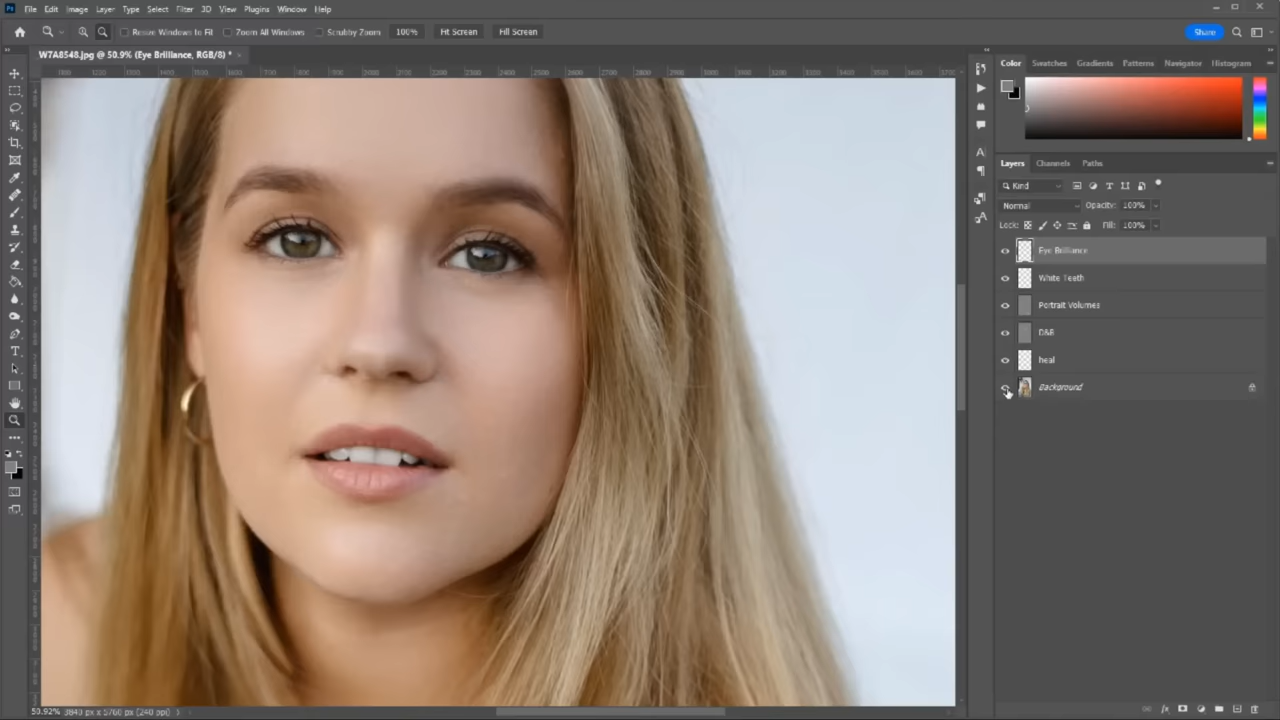 Ps File Edit Image Layer Type Select Filter 3D View Plugins Window Help
Resize Windows to Fit Zoom All Windows Scrubby Zoom 100% Fit Screen Fill Screen Share
W7A8548.jpg @ 50.9% (Eye Brilliance, RGB/8) *
Color Swatches Gradients Patterns Navigator Histogram
Layers Channels Paths
Kind
Normal Opacity: 100%
Lock: Fill: 100%
Eye Brilliance
White Teeth
Portrait Volumes
D&B
heal
Background
50.92% 3840 px x 5760 px (240 ppi)